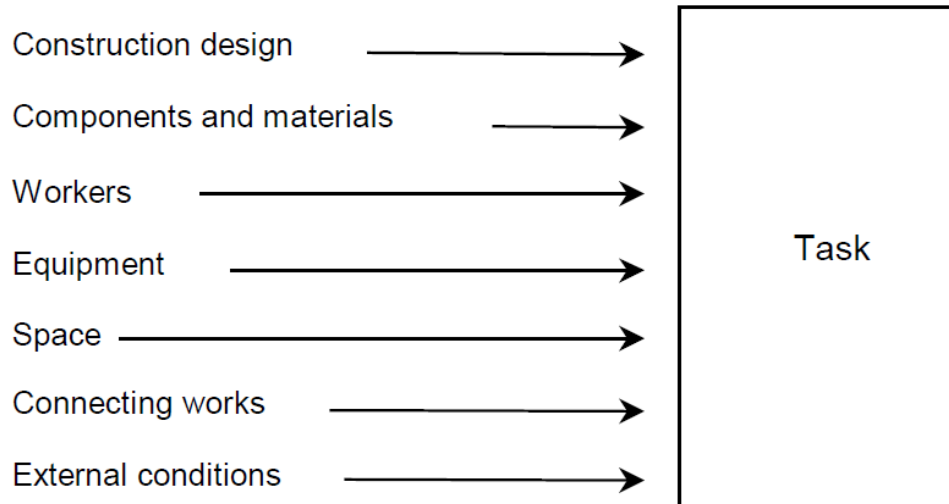 Construction design
Components and materials
Workers
Equipment
Space
Connecting works
External conditions
Task